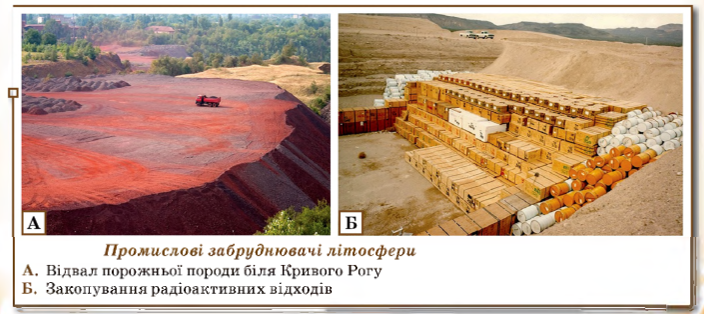 А
Б
Промислові забруднювачі літосфери
А. Відвал порожньої породи біля Кривого Рогу
Б. Закопування радіоактивних відходів